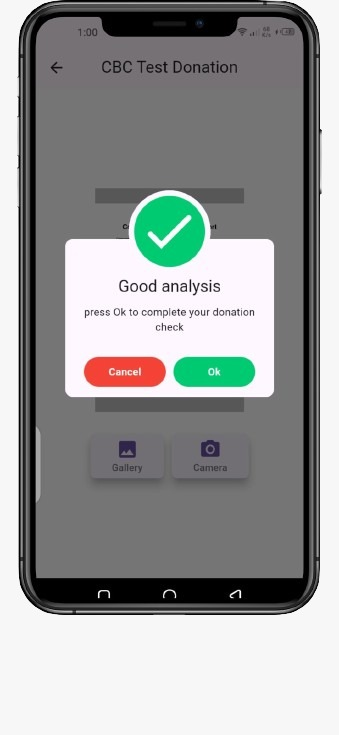 1:00
CBC Test Donation
Good analysis
press Ok to complete your donation
check
Cancel
Ok
Gallery
Camera